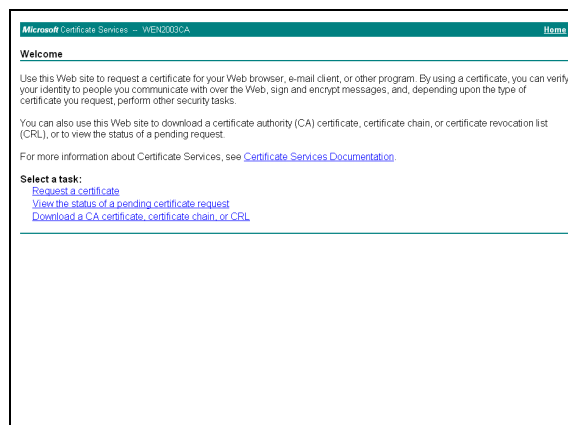 Microsoft Certificate Services -- WEN2003CA Home
Welcome
Use this Web site to request a certificate for your Web browser, e-mail client, or other program. By using a certificate, you can verify
your identity to people you communicate with over the Web, sign and encrypt messages, and, depending upon the type of
certificate you request, perform other security tasks.
You can also use this Web site to download a certificate authority (CA) certificate, certificate chain, or certificate revocation list
(CRL), or to view the status of a pending request.
For more information about Certificate Services, see Certificate Services Documentation.
Select a task:
Request a certificate
View the status of a pending certificate request
Download a CA certificate, certificate chain, or CRL